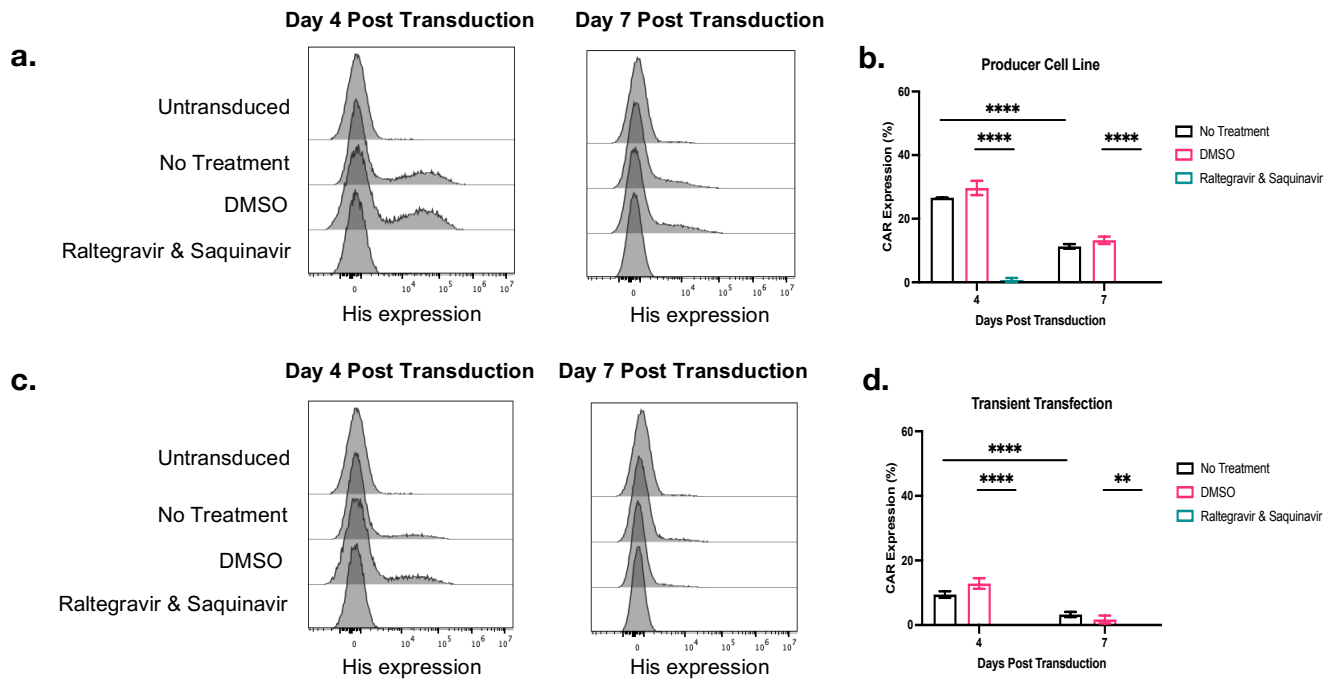 a.
Day 4 Post Transduction
Day 7 Post Transduction
Untransduced
No Treatment
DMSO
Raltegravir & Saquinavir
0 10^4 10^5 10^6 10^7
0 10^4 10^5 10^6 10^7
His expression
His expression
b.
Producer Cell Line
CAR Expression (%)
60
40
20
0
****
****
****
4
7
Days Post Transduction
No Treatment
DMSO
Raltegravir & Saquinavir
c.
Day 4 Post Transduction
Day 7 Post Transduction
Untransduced
No Treatment
DMSO
Raltegravir & Saquinavir
0 10^4 10^5 10^6 10^7
0 10^4 10^5 10^6 10^7
His expression
His expression
d.
Transient Transfection
CAR Expression (%)
60
40
20
0
****
****
**
4
7
Days Post Transduction
No Treatment
DMSO
Raltegravir & Saquinavir